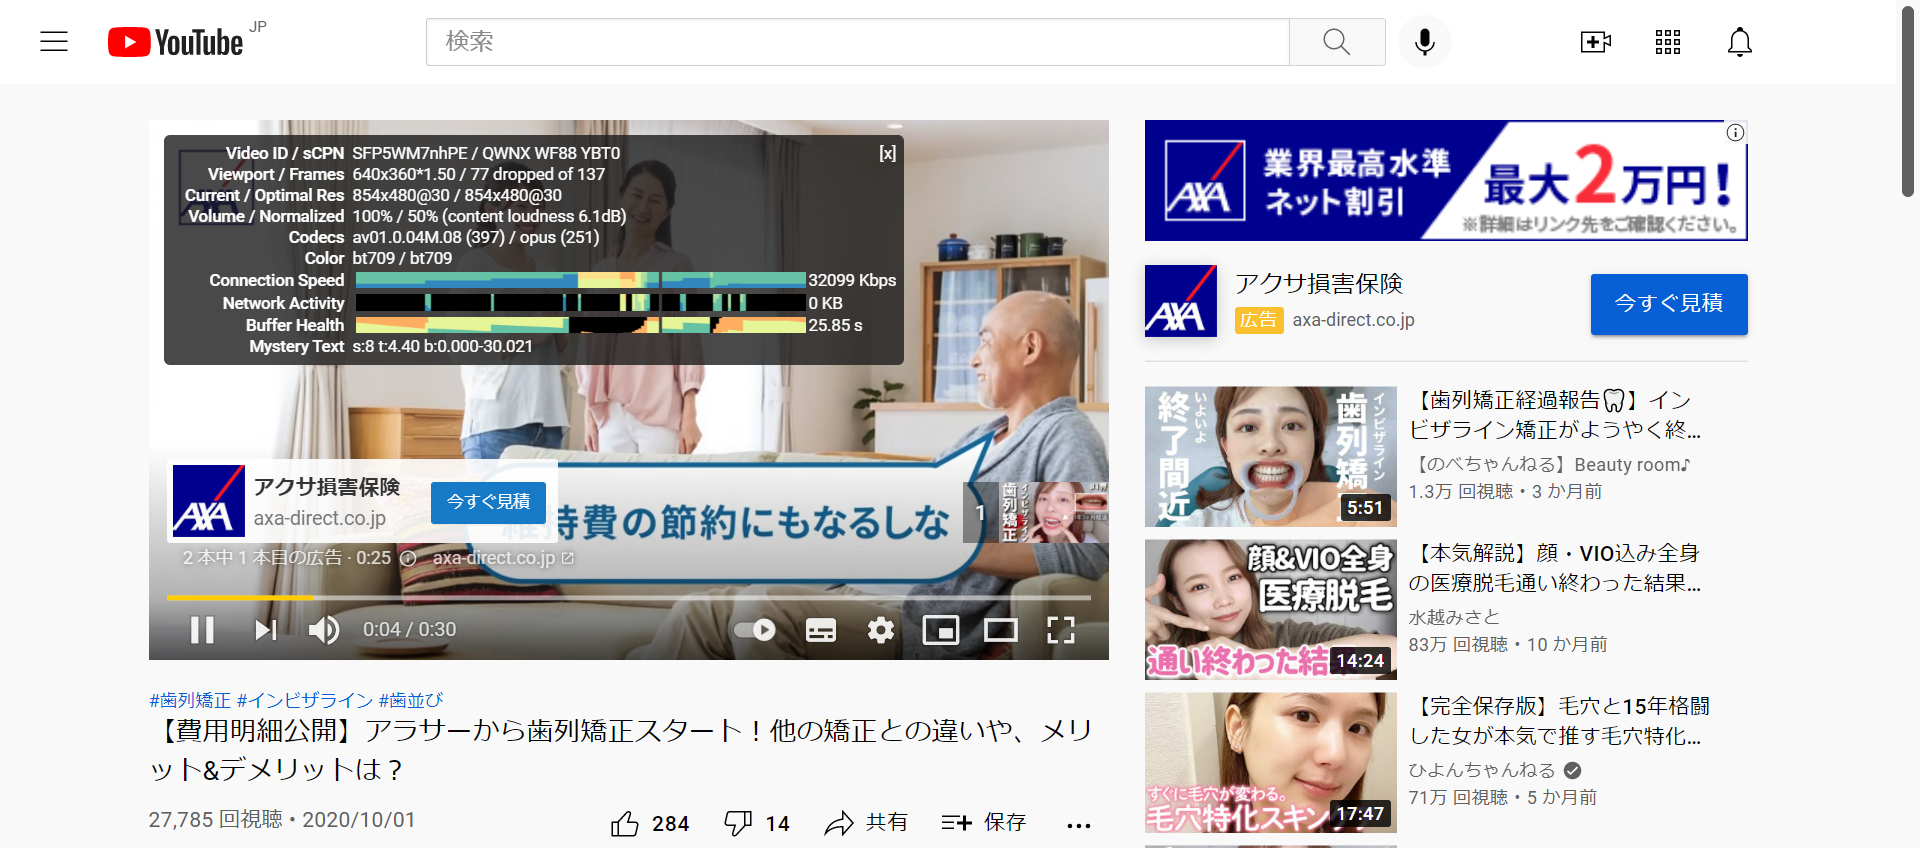 YouTube JP
検索
Video ID / sCPN SFP5WM7nhPE / QWNX WF88 YBT0
[x]
Viewport / Frames 640x360*1.50 / 77 dropped of 137
Current / Optimal Res 854x480@30 / 854x480@30
Volume / Normalized 100% / 50% (content loudness 6.1dB)
Codecs av01.0.04M.08 (397) / opus (251)
Color bt709 / bt709
Connection Speed 32099 Kbps
Network Activity 0 KB
Buffer Health 25.85 s
Mystery Text s:8 t:4.40 b:0.000-30.021
AXA
アクサ損害保険
axa-direct.co.jp
今すぐ見積
持費の節約にもなるしな
1
インビザライン
歯列矯正
2 本中 1 本目の広告 · 0:25
axa-direct.co.jp
0:04 / 0:30
#歯列矯正 #インビザライン #歯並び
【費用明細公開】アラサーから歯列矯正スタート！他の矯正との違いや、メリ
ット&デメリットは？
27,785 回視聴・2020/10/01
284
14
共有
保存
AXA
業界最高水準
ネット割引
最大2万円!
※詳細はリンク先をご確認ください。
AXA
アクサ損害保険
広告 axa-direct.co.jp
今すぐ見積
いよいよ
終了間近
インビザライン
歯列矯
5:51
【歯列矯正経過報告🦷】イン
ビザライン矯正がようやく終...
【のべちゃんねる】Beauty room♪
1.3万 回視聴・3 か月前
顔&VIO全身
医療脱毛
通い終わった結
14:24
【本気解説】顔・VIO込み全身
の医療脱毛通い終わった結果...
水越みさと
83万 回視聴・10 か月前
すぐに毛穴が変わる。
毛穴特化スキン
17:47
【完全保存版】毛穴と15年格闘
した女が本気で推す毛穴特化...
ひよんちゃんねる
71万 回視聴・5 か月前